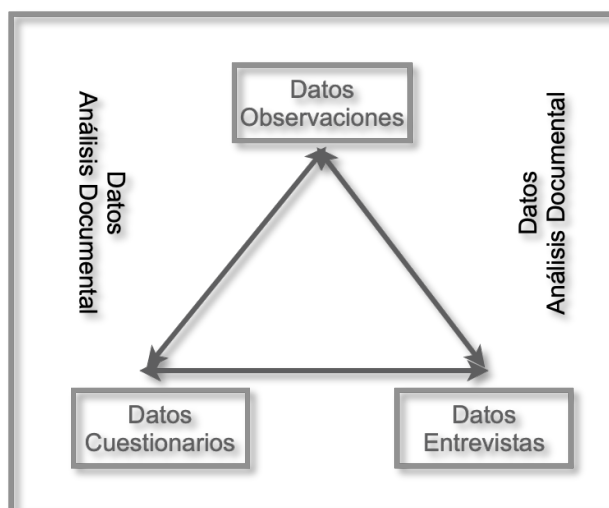 Datos
Observaciones
Datos
Análisis Documental
Datos
Análisis Documental
Datos
Cuestionarios
Datos
Entrevistas